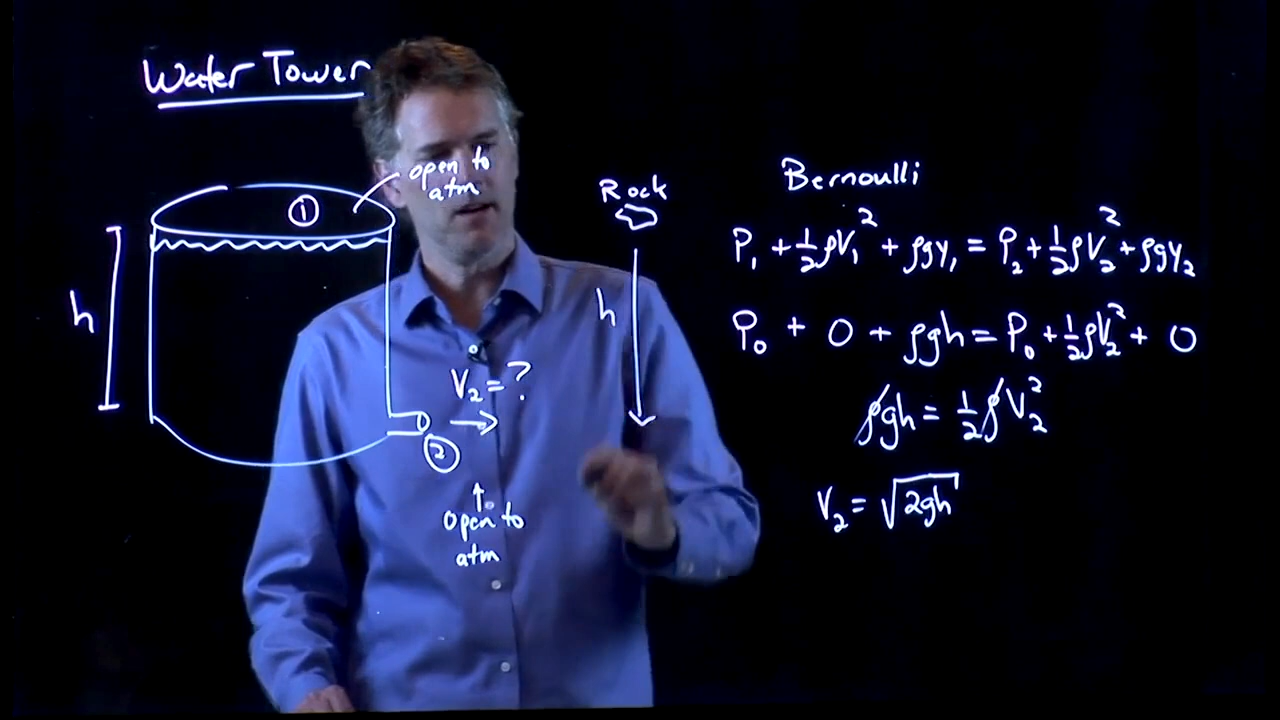 Water Tower
open to
atm
①
h
V₂ = ?
②
↑
open to
atm
Rock
h
Bernoulli
P₁ + ½ρV₁² + ρgy₁ = P₂ + ½ρV₂² + ρgy₂
P₀ + 0 + ρgh = P₀ + ½ρV₂² + 0
ρgh = ½ρV₂²
V₂ = √2gh